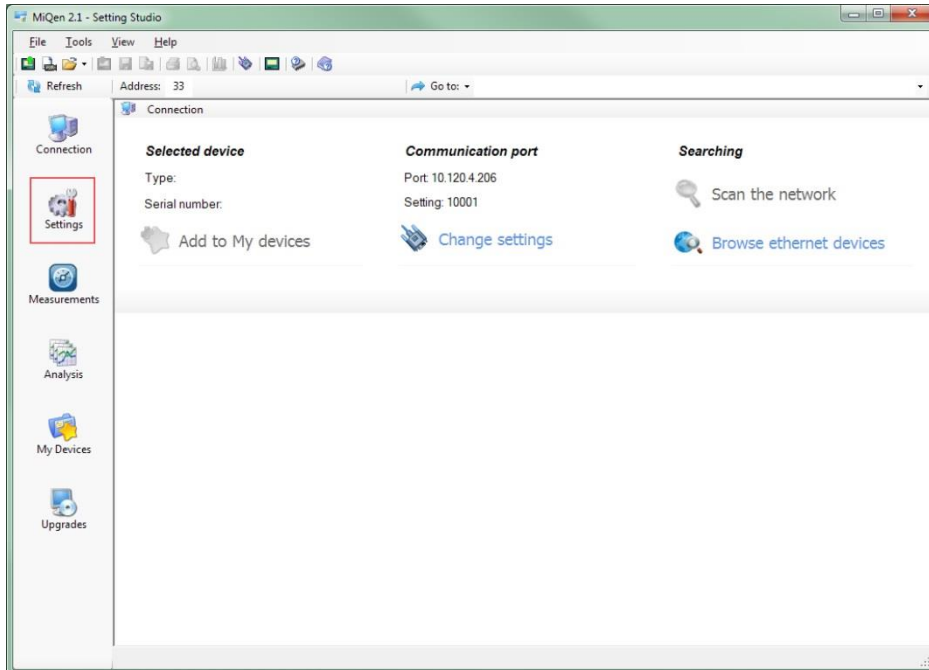 MiQen 2.1 - Setting Studio
File Tools View Help
Refresh Address: 33 Go to:
Connection
Connection
Settings
Measurements
Analysis
My Devices
Upgrades
Selected device
Type:
Serial number:
Add to My devices
Communication port
Port: 10.120.4.206
Setting: 10001
Change settings
Searching
Scan the network
Browse ethernet devices